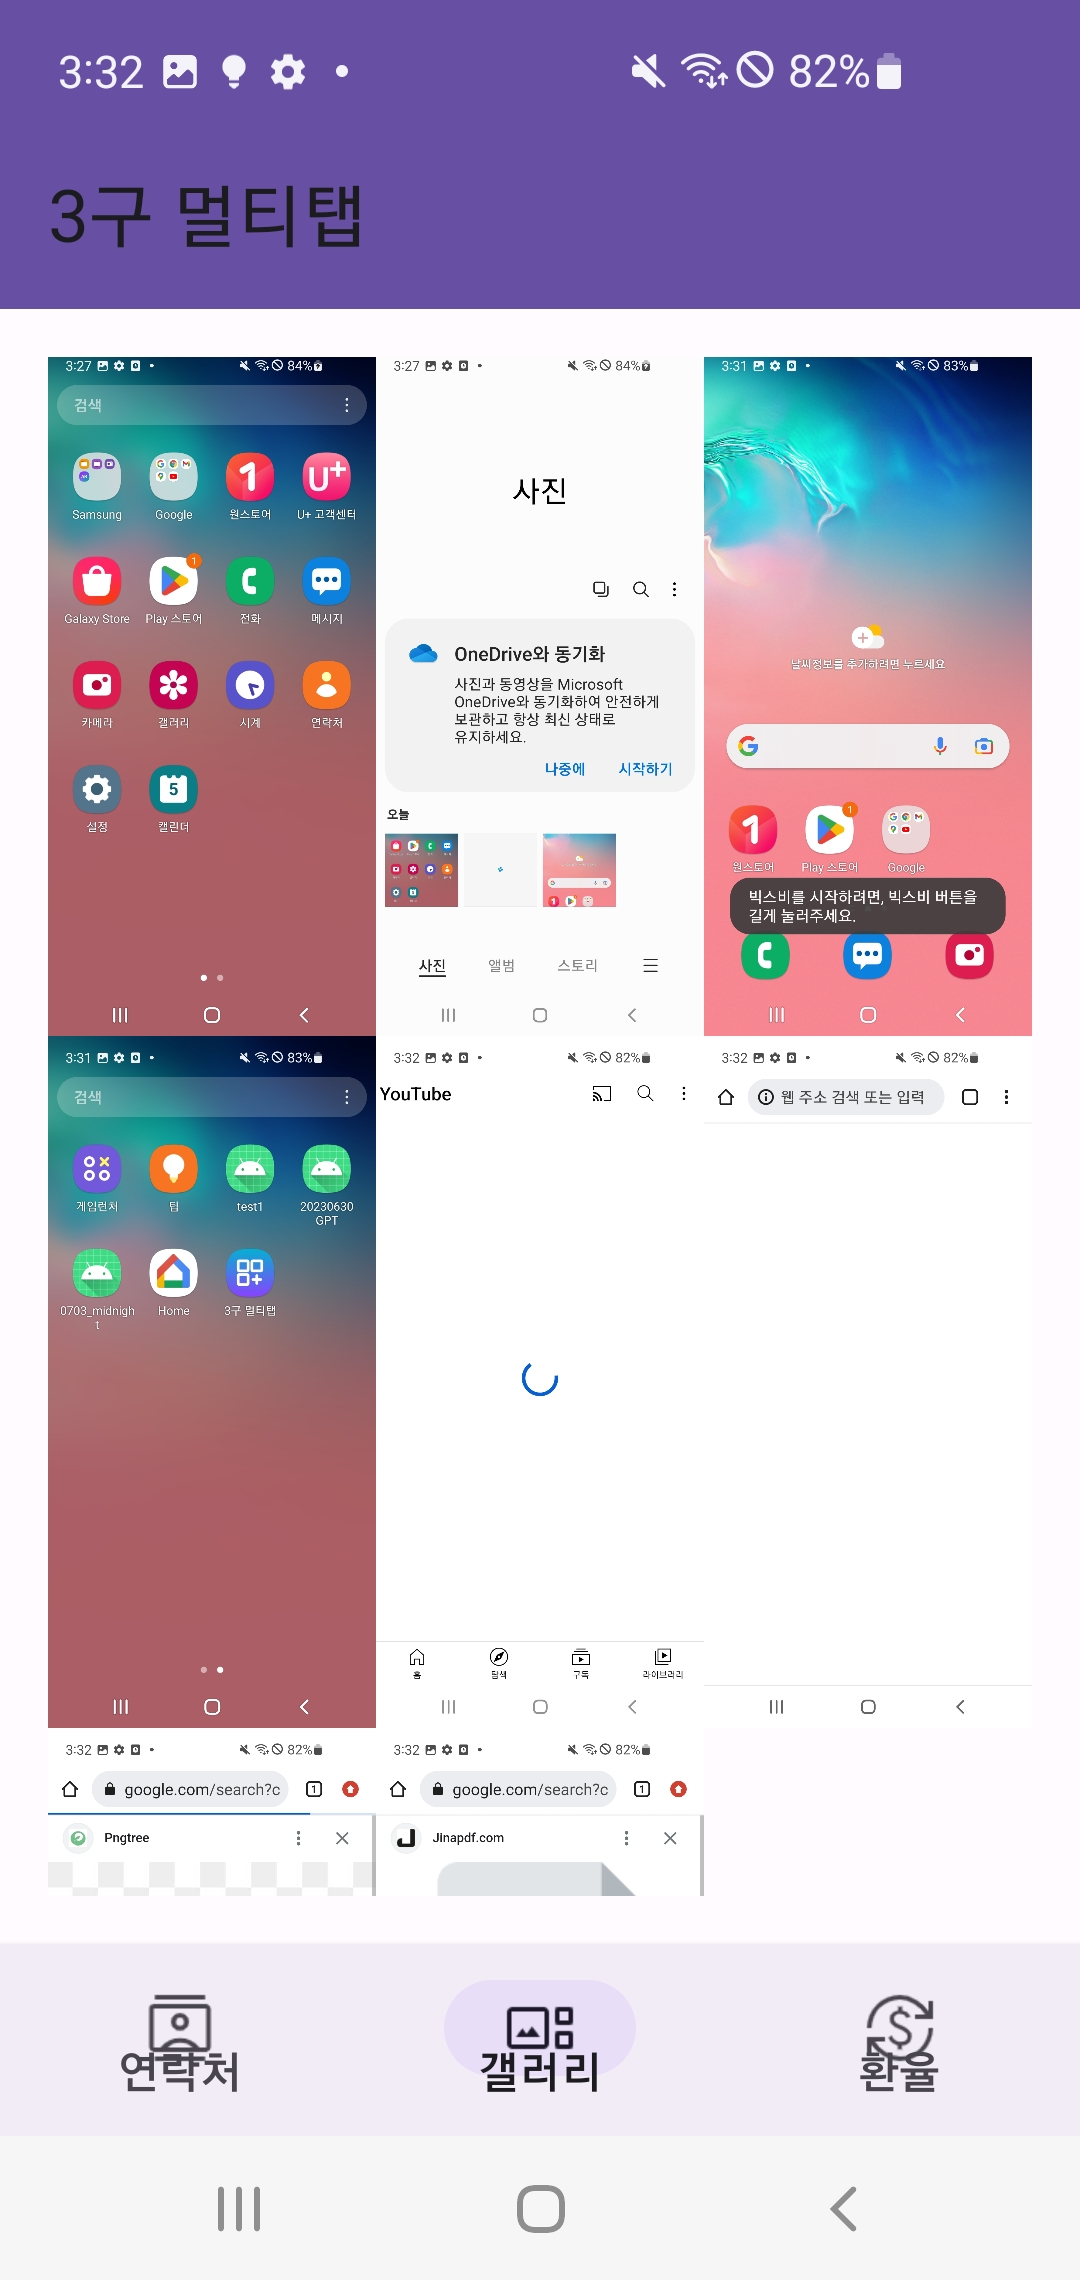 3:32
82%
3구 멀티탭
3:27
84%
검색
Samsung
Google
원스토어
U+ 고객센터
Galaxy Store
Play 스토어
전화
메시지
카메라
갤러리
시계
연락처
설정
5
캘린더
3:27
84%
사진
OneDrive와 동기화
사진과 동영상을 Microsoft
OneDrive와 동기화하여 안전하게
보관하고 항상 최신 상태로
유지하세요.
나중에
시작하기
오늘
사진
앨범
스토리
3:31
83%
날씨정보를 추가하려면 누르세요
원스토어
Play 스토어
Google
빅스비를 시작하려면, 빅스비 버튼을
길게 눌러주세요.
3:31
83%
검색
게임런처
팁
test1
20230630
GPT
0703_midnigh
t
Home
3구 멀티탭
3:32
82%
YouTube
홈
탐색
구독
라이브러리
3:32
82%
웹 주소 검색 또는 입력
3:32
82%
google.com/search?c
1
Pngtree
3:32
82%
google.com/search?c
1
Jinapdf.com
연락처
갤러리
환율